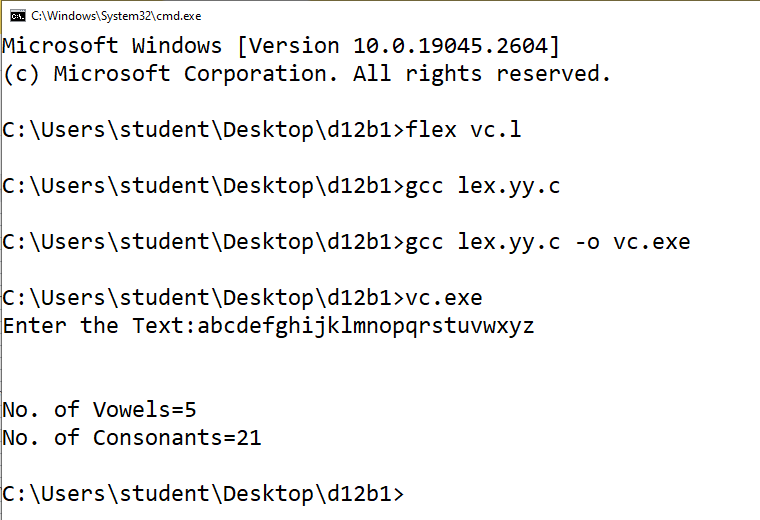 C:\Windows\System32\cmd.exe
Microsoft Windows [Version 10.0.19045.2604]
(c) Microsoft Corporation. All rights reserved.
C:\Users\student\Desktop\d12b1>flex vc.l
C:\Users\student\Desktop\d12b1>gcc lex.yy.c
C:\Users\student\Desktop\d12b1>gcc lex.yy.c -o vc.exe
C:\Users\student\Desktop\d12b1>vc.exe
Enter the Text:abcdefghijklmnopqrstuvwxyz
No. of Vowels=5
No. of Consonants=21
C:\Users\student\Desktop\d12b1>